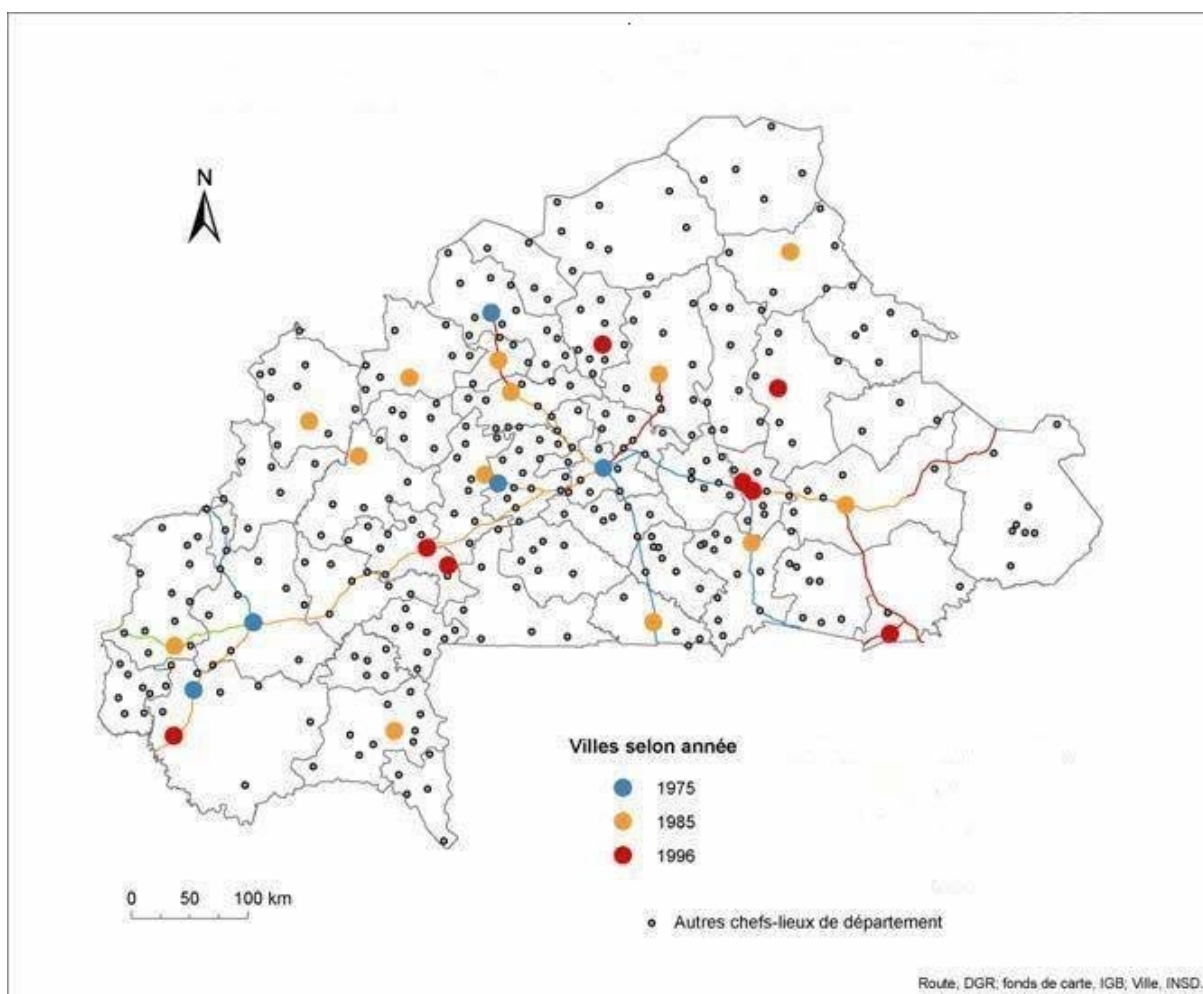 N
Villes selon année
1975
1985
1996
0 50 100 km
Autres chefs-lieux de département
Route, DGR; fonds de carte, IGB; Ville, INSD.